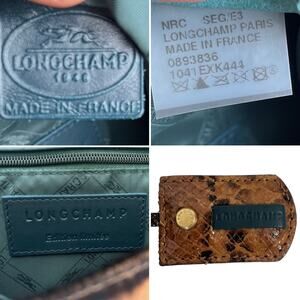 LONGCHAMP
1948
MADE IN FRANCE
NRC SEG/E3
LONGCHAMP PARIS
MADE IN FRANCE
0893836
1041EXK444
LONGCHAMP
Edition limitée
LONGCHAMP